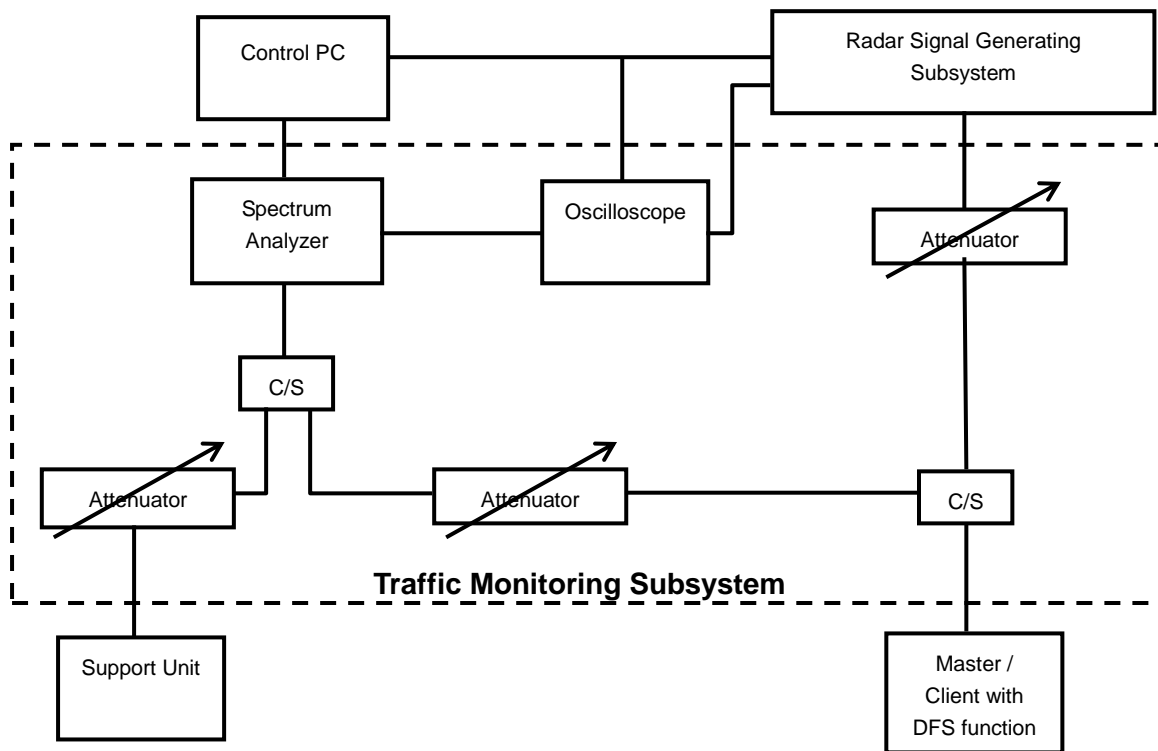 Control PC
Radar Signal Generating
Subsystem
Spectrum
Analyzer
Oscilloscope
Attenuator
C/S
Attenuator
Attenuator
C/S
Traffic Monitoring Subsystem
Support Unit
Master /
Client with
DFS function